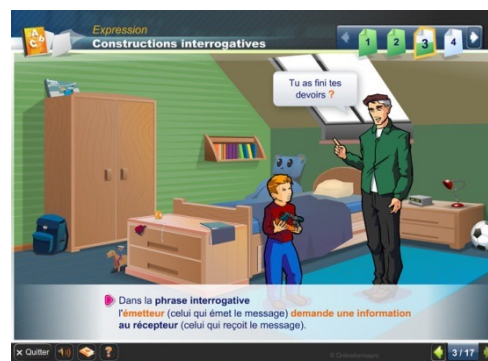 Expression
Constructions interrogatives
1 2 3 4
Tu as fini tes
devoirs ?
Dans la phrase interrogative
l'émetteur (celui qui émet le message) demande une information
au récepteur (celui qui reçoit le message).
× Quitter
?
3 / 17